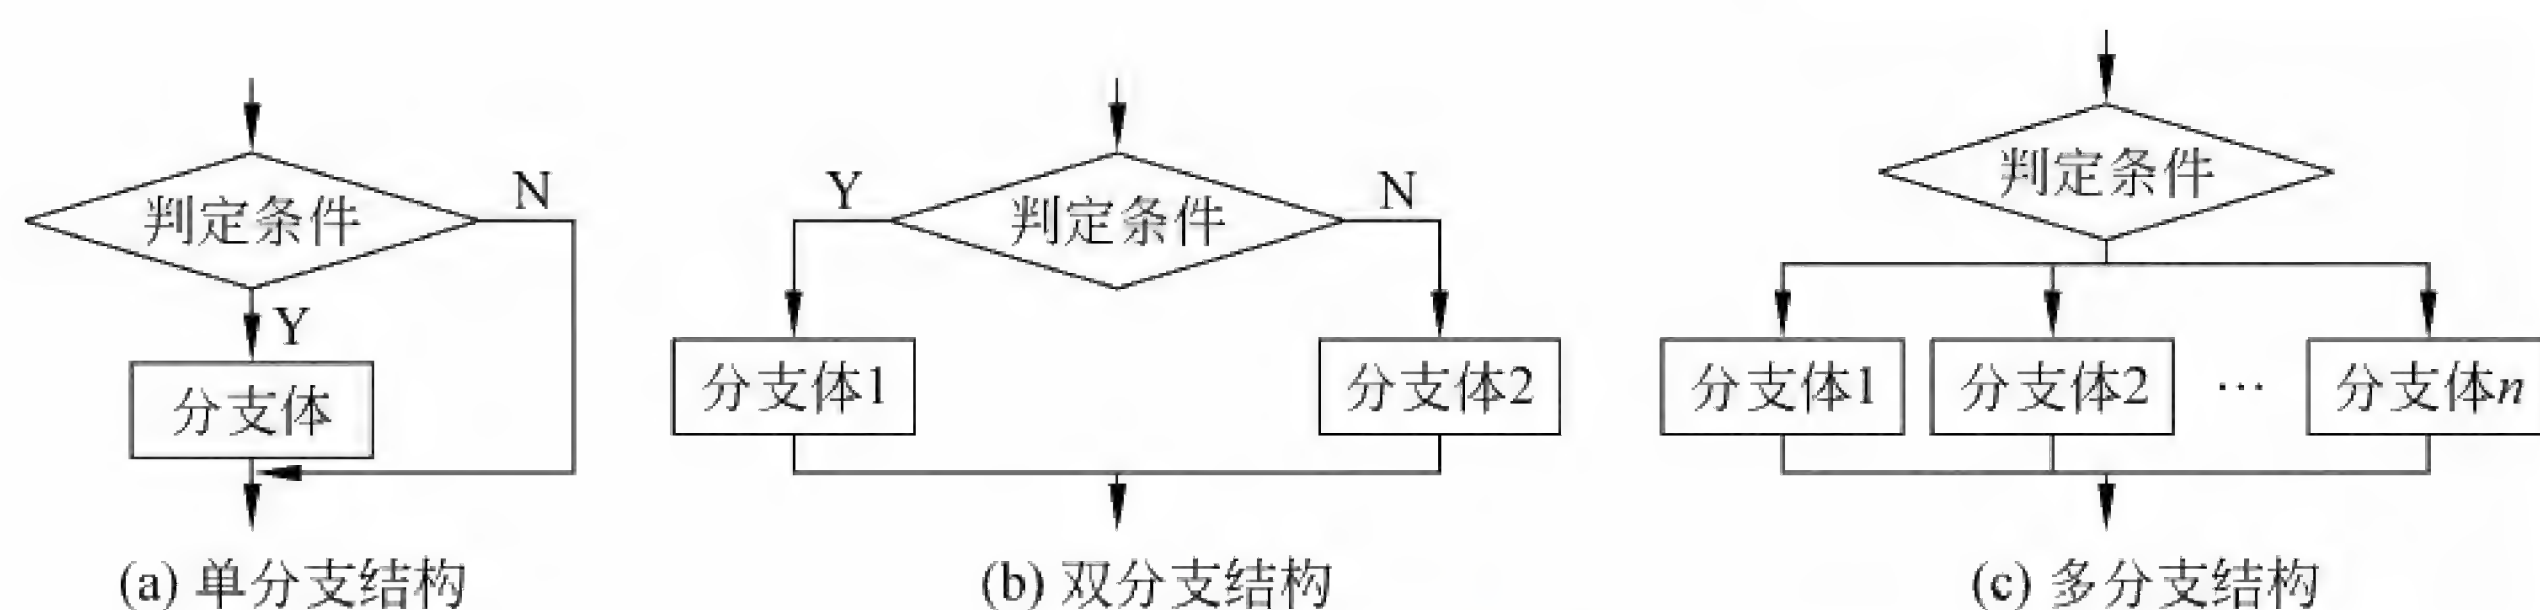 判定条件
N
Y
分支体
(a) 单分支结构
Y
判定条件
N
分支体1
分支体2
(b) 双分支结构
判定条件
分支体1
分支体2
…
分支体n
(c) 多分支结构